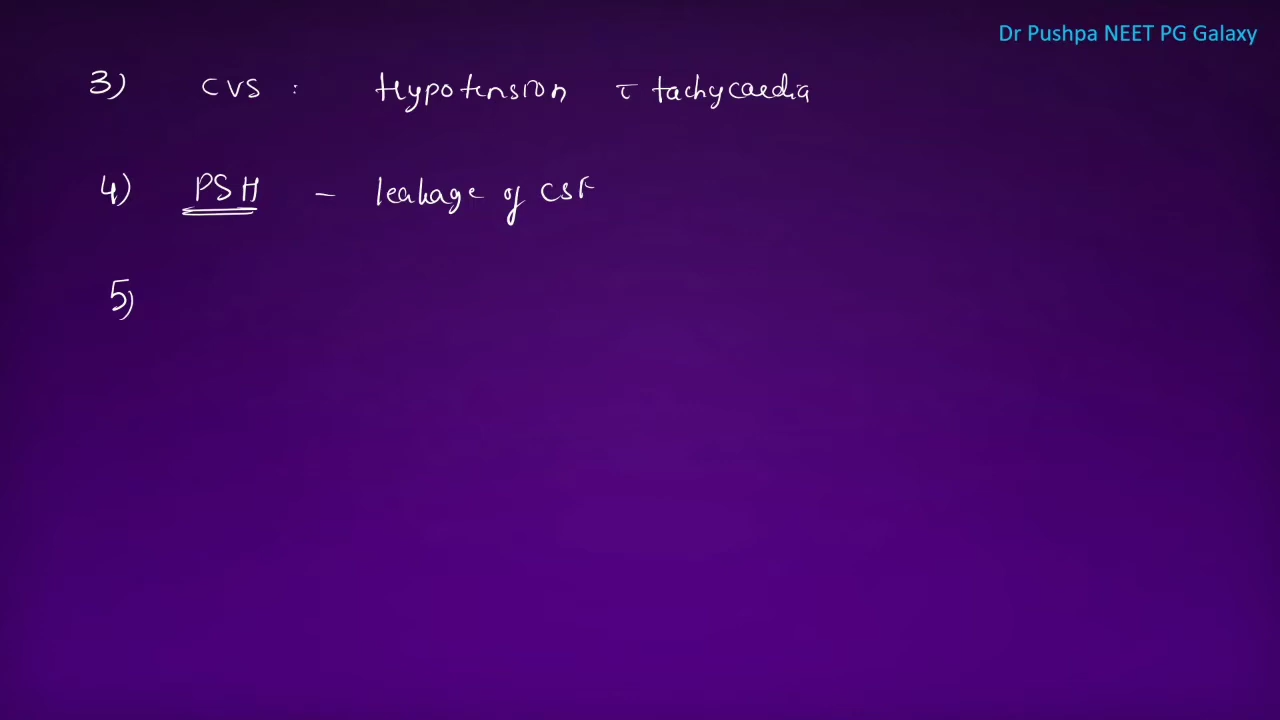 Dr Pushpa NEET PG Galaxy
3) CVS : Hypotension c̄ tachycardia
4) PSH – leakage of CSF
5)